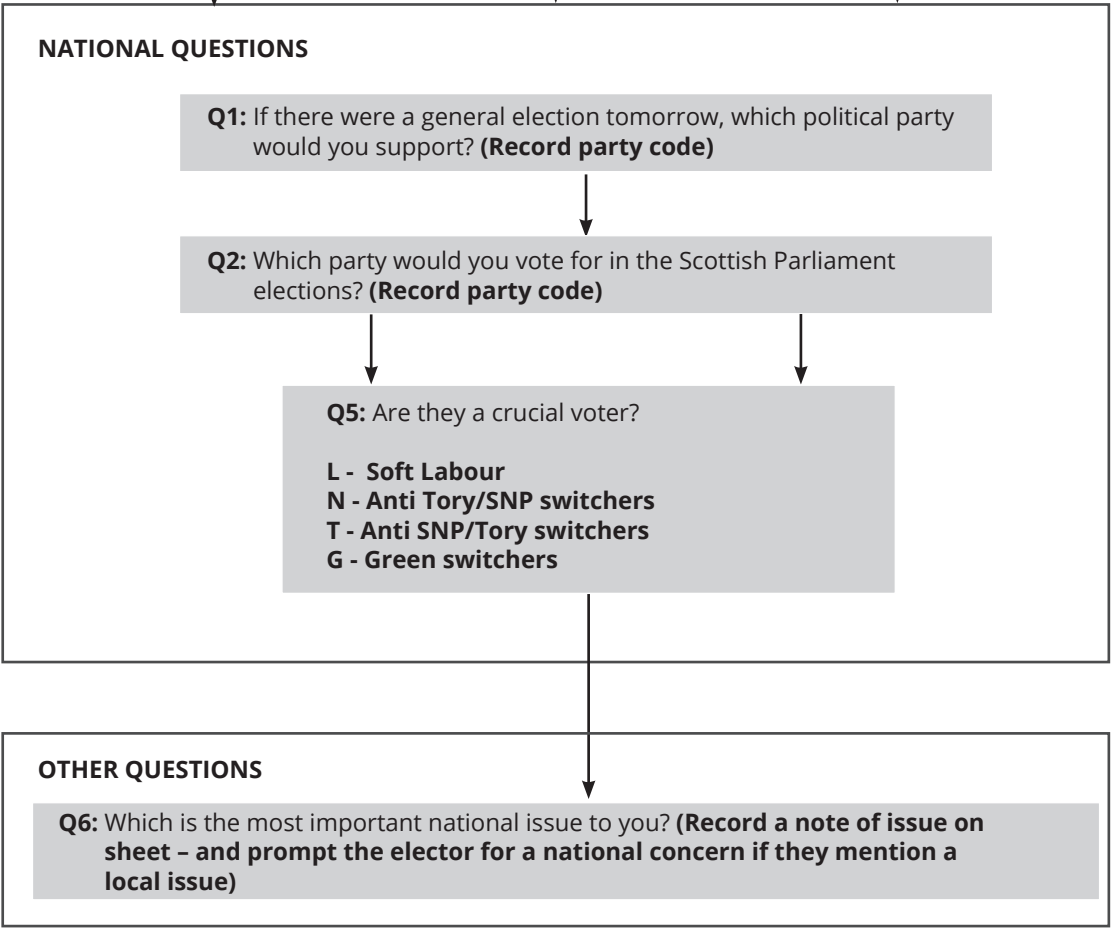 NATIONAL QUESTIONS
Q1: If there were a general election tomorrow, which political party
would you support? (Record party code)
Q2: Which party would you vote for in the Scottish Parliament
elections? (Record party code)
Q5: Are they a crucial voter?
L - Soft Labour
N - Anti Tory/SNP switchers
T - Anti SNP/Tory switchers
G - Green switchers
OTHER QUESTIONS
Q6: Which is the most important national issue to you? (Record a note of issue on
sheet – and prompt the elector for a national concern if they mention a
local issue)